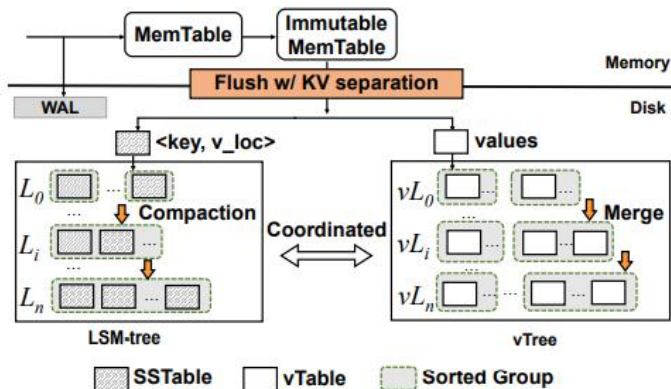 MemTable
Immutable
MemTable
Memory
Flush w/ KV separation
WAL
Disk
<key, v_loc>
values
L0
...
Compaction
...
Li
...
...
Ln
...
LSM-tree
Coordinated
vL0
...
...
Merge
...
vLi
...
...
...
vLn
...
...
vTree
SSTable
vTable
Sorted Group